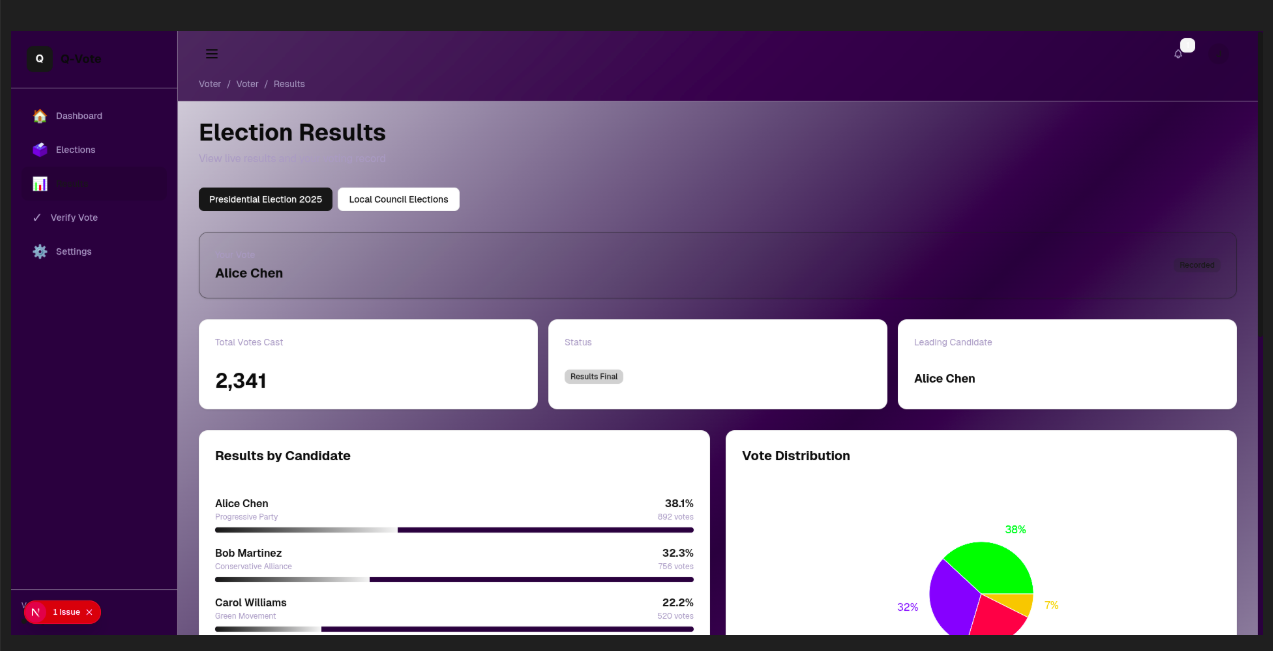 Q
Q-Vote
Dashboard
Elections
Verify Vote
Settings
N
1 Issue
Voter / Voter / Results
Election Results
View live results
Presidential Election 2025
Local Council Elections
Alice Chen
Recorded
Total Votes Cast
2,341
Status
Results Final
Leading Candidate
Alice Chen
Results by Candidate
Alice Chen
38.1%
Progressive Party
892 votes
Bob Martinez
32.3%
Conservative Alliance
756 votes
Carol Williams
22.2%
Green Movement
520 votes
Vote Distribution
38%
32%
7%